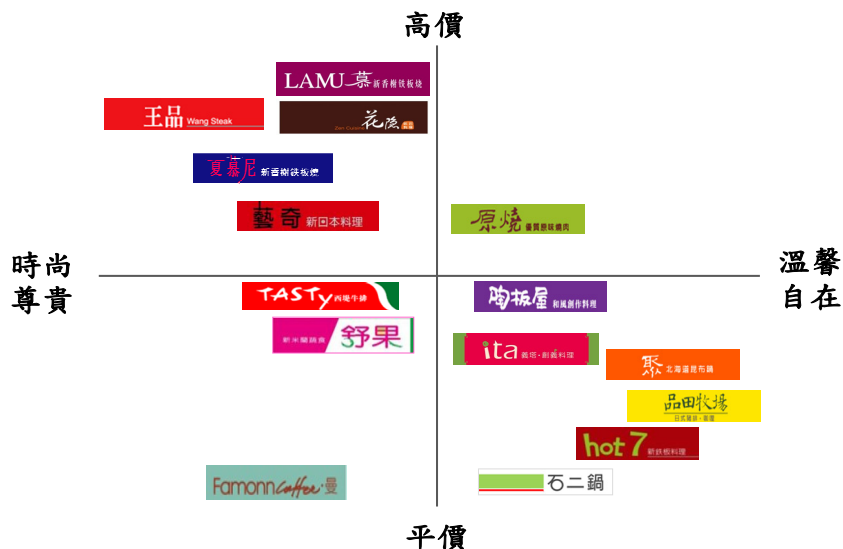 高價
LAMU 慕 新香榭鉄板燒
王品 Wang Steak
花隱
Zen Cuisine
夏慕尼 新香榭鉄板燒
藝奇 新日本料理
原燒 優質原味燒肉
時尚
尊貴
溫馨
自在
TASTy 西堤牛排
陶板屋 和風創作料理
舒果 新米蘭蔬食
ita 義塔·創義料理
聚 北海道昆布鍋
品田牧場
日式豬排·咖哩
hot 7 新鉄板料理
Famonn Coffee·曼
石二鍋
平價